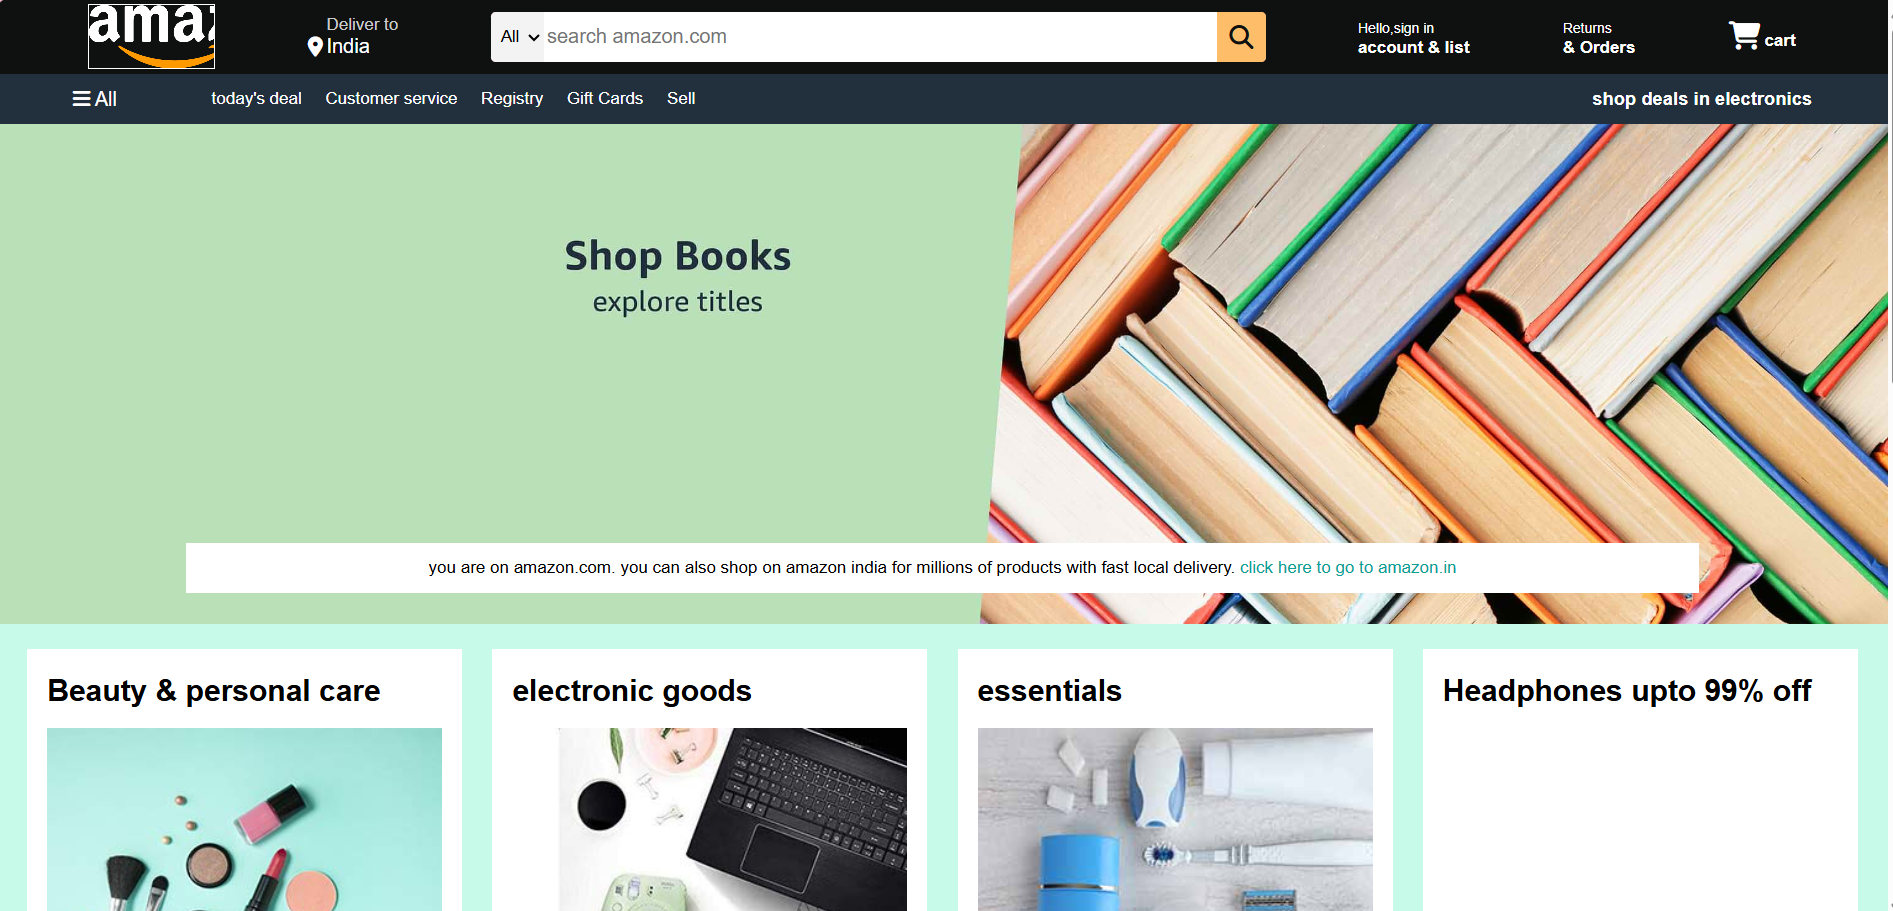 ama
Deliver to
India
All
search amazon.com
Hello,sign in
account & list
Returns
& Orders
cart
All
today's deal
Customer service
Registry
Gift Cards
Sell
shop deals in electronics
Shop Books
explore titles
you are on amazon.com. you can also shop on amazon india for millions of products with fast local delivery. click here to go to amazon.in
Beauty & personal care
electronic goods
essentials
Headphones upto 99% off